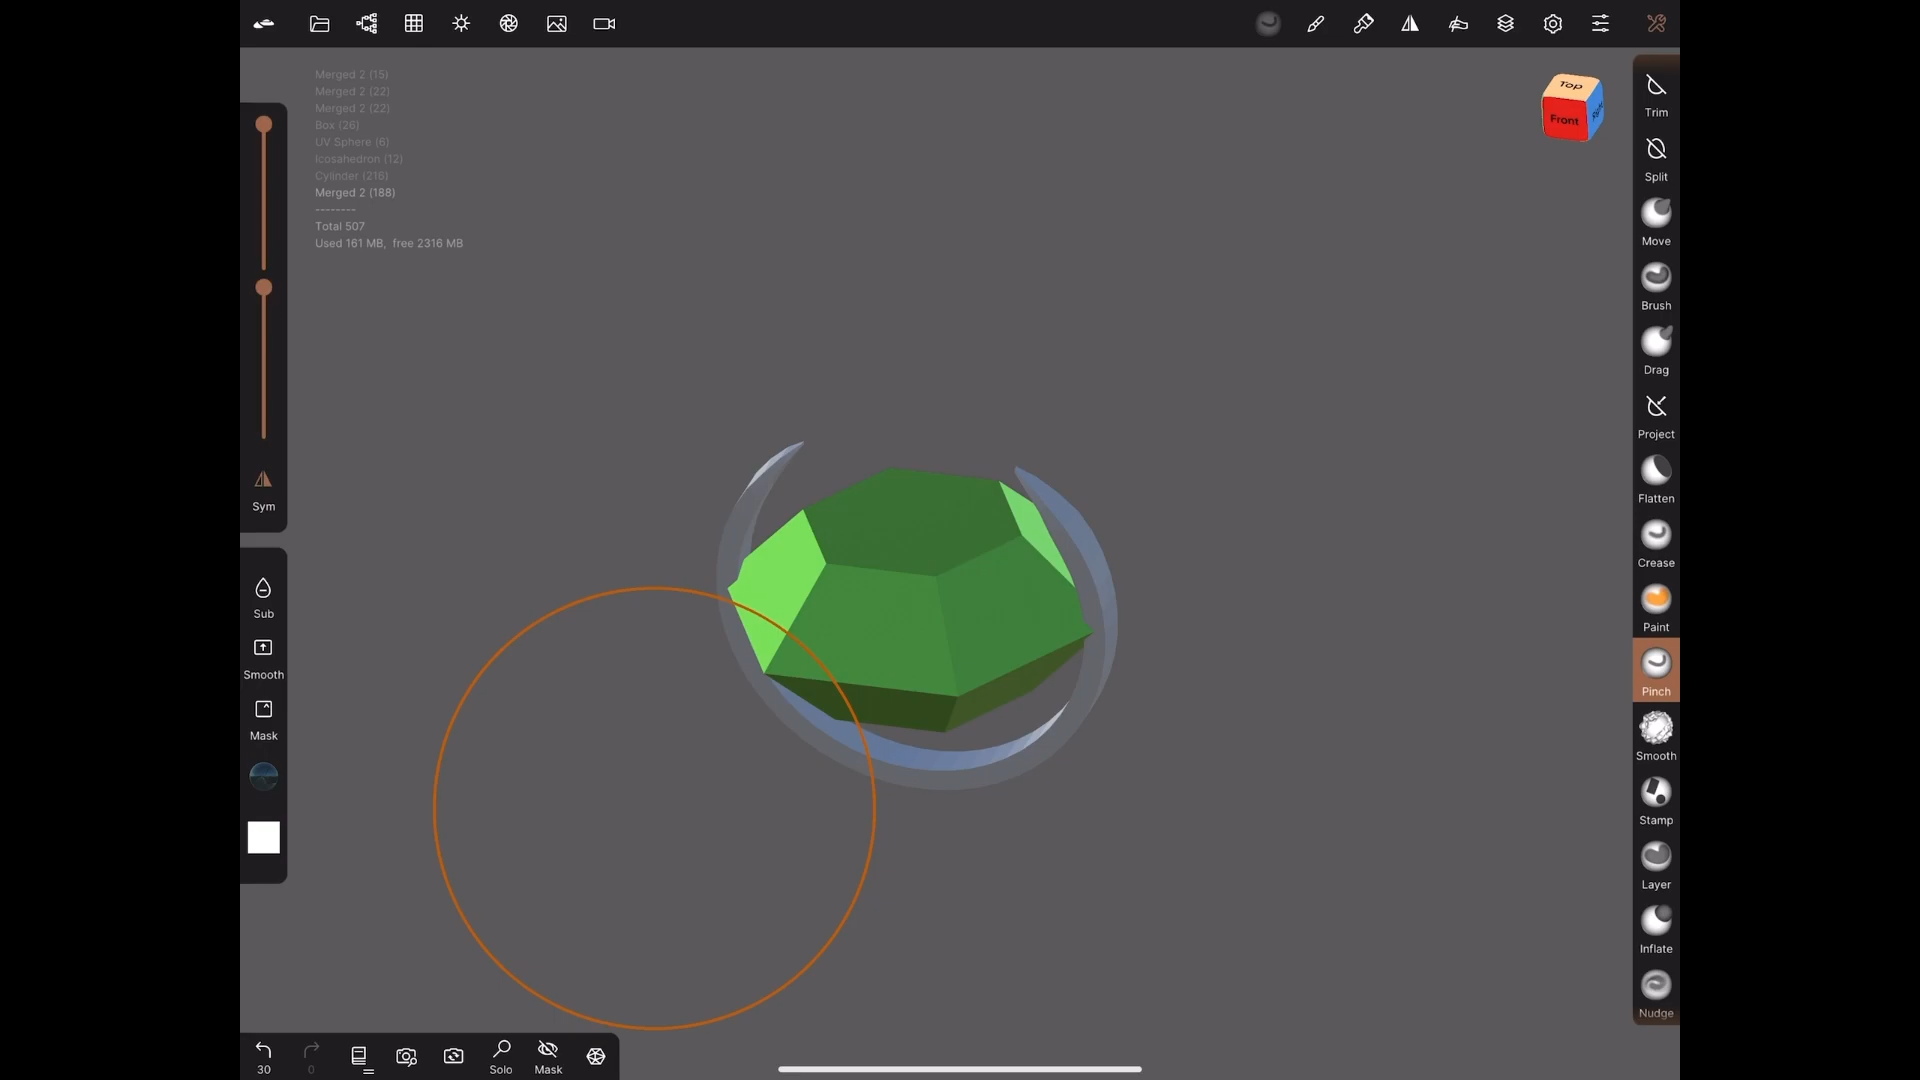 Merged 2 (15)
Merged 2 (22)
Merged 2 (22)
Box (26)
UV Sphere (6)
Icosahedron (12)
Cylinder (216)
Merged 2 (188)
--------
Total 507
Used 161 MB, free 2316 MB
Top
Front
Sym
Sub
Smooth
Mask
Trim
Split
Move
Brush
Drag
Project
Flatten
Crease
Paint
Pinch
Smooth
Stamp
Layer
Inflate
Nudge
30
0
Solo
Mask